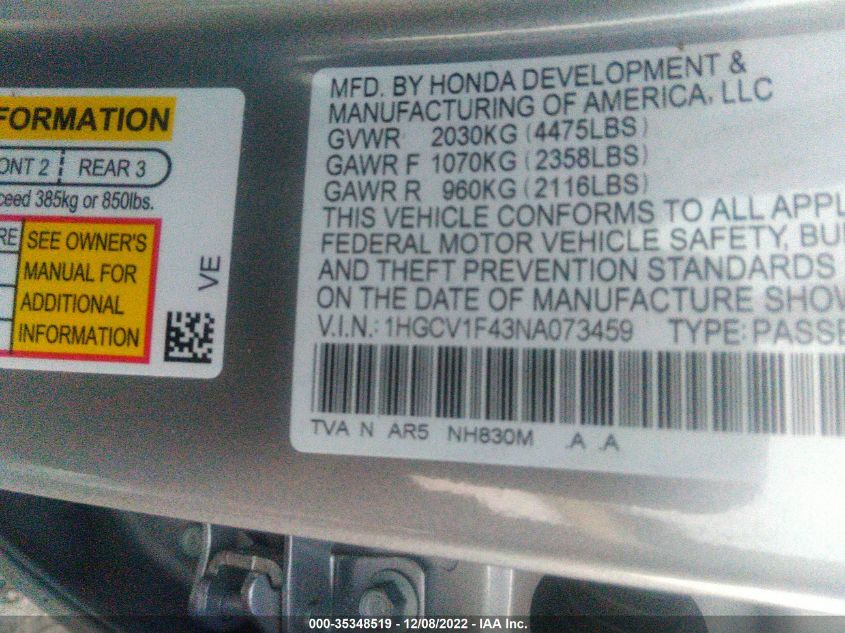 FORMATION
ONT 2 REAR 3
ceed 385kg or 850lbs.
RE
SEE OWNER'S
MANUAL FOR
ADDITIONAL
INFORMATION
VE
MFD. BY HONDA DEVELOPMENT &
MANUFACTURING OF AMERICA, LLC
GVWR 2030KG (4475LBS)
GAWR F 1070KG (2358LBS)
GAWR R 960KG (2116LBS)
THIS VEHICLE CONFORMS TO ALL APPL
FEDERAL MOTOR VEHICLE SAFETY, BU
AND THEFT PREVENTION STANDARDS
ON THE DATE OF MANUFACTURE SHOW
V.I.N.: 1HGCV1F43NA073459 TYPE: PASSE
TVA N AR5 NH830M .A .A
000-35348519 - 12/08/2022 - IAA Inc.